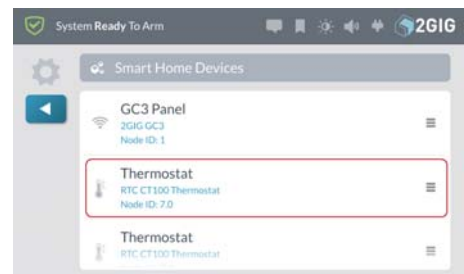 System Ready To Arm
2GIG
Smart Home Devices
GC3 Panel
2GIG GC3
Node ID: 1
Thermostat
RTC CT100 Thermostat
Node ID: 7.0
Thermostat
RTC CT100 Thermostat